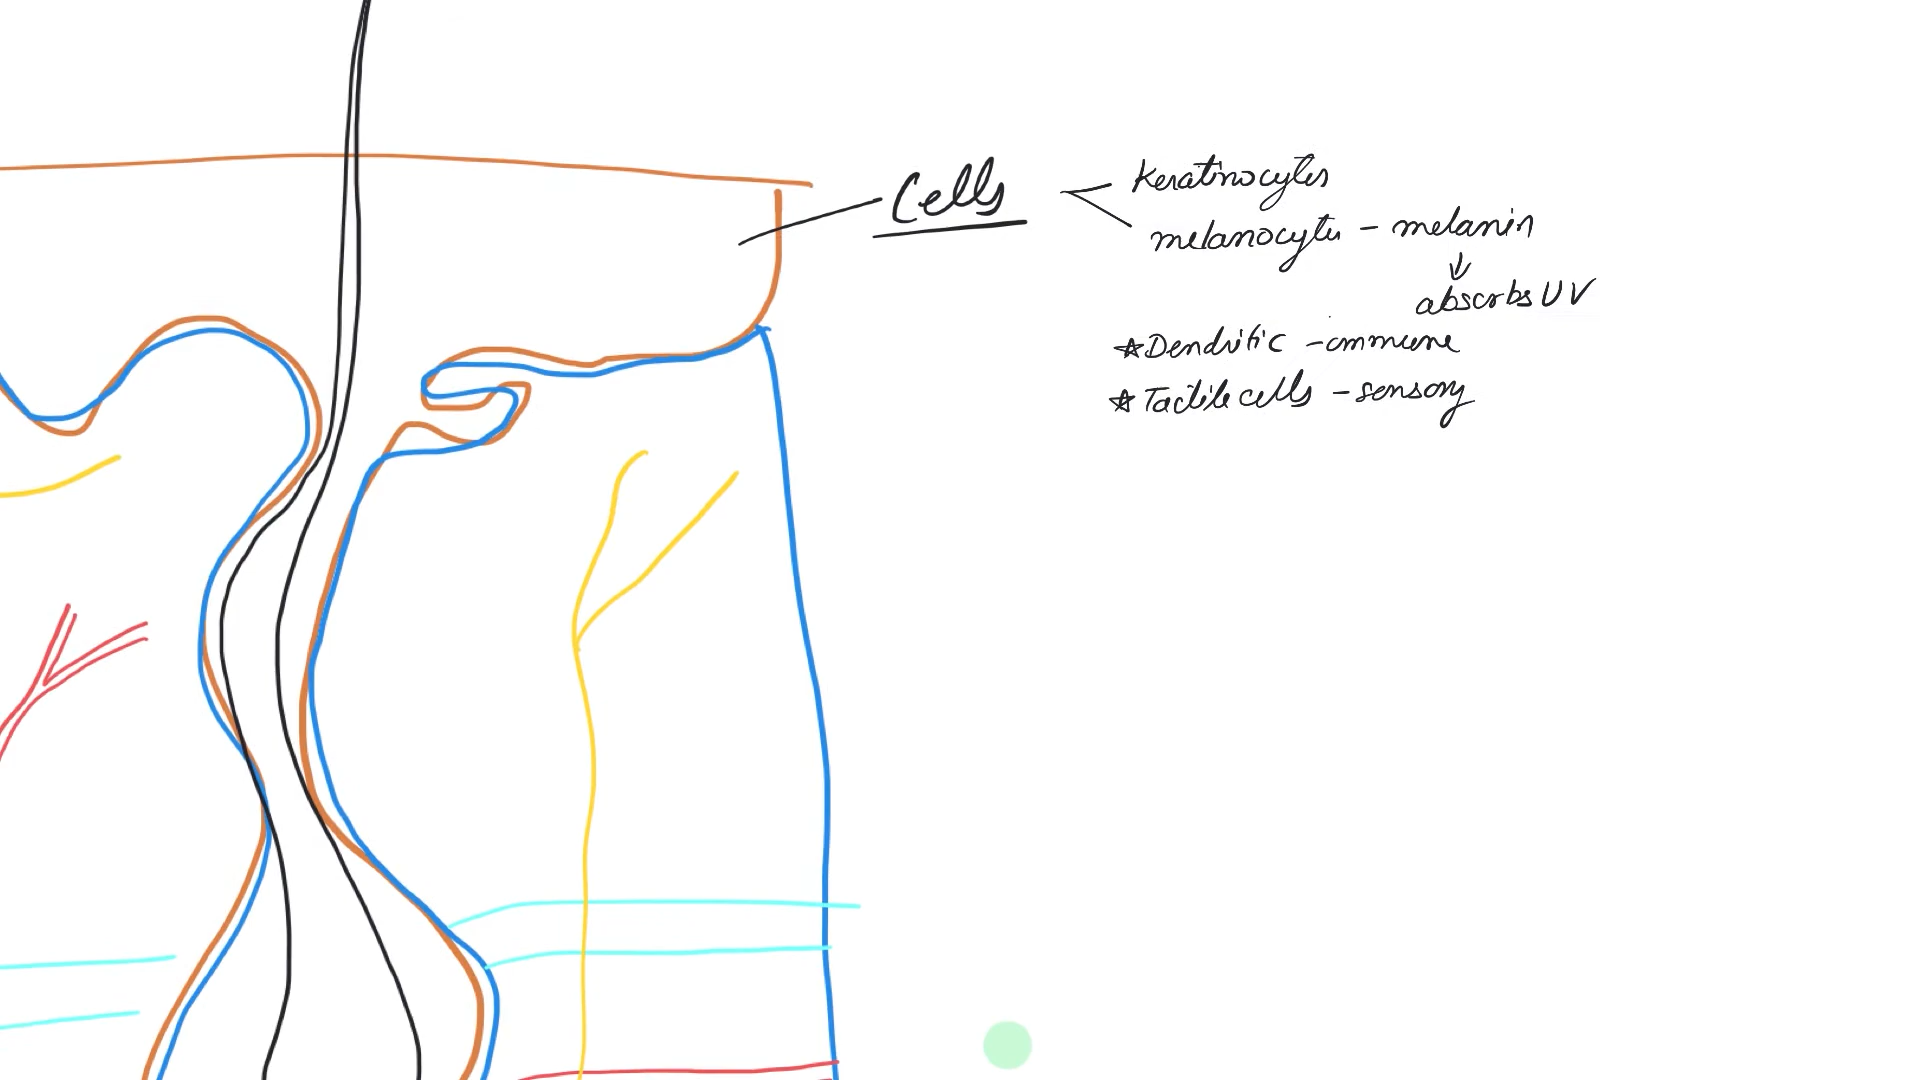 Cells
Keratinocytes
melanocytes - melanin
↓
absorbs UV
☆ Dendritic - immune
☆ Tactile cells - sensory